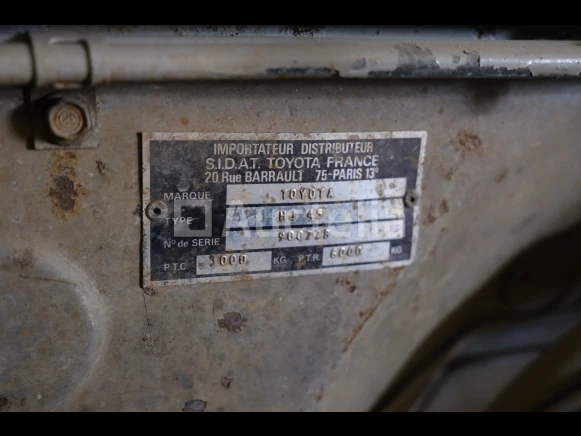 IMPORTATEUR DISTRIBUTEUR
S.I.D.A.T. TOYOTA FRANCE
20 Rue BARRAULT 75-PARIS 13e
MARQUE TOYOTA
TYPE HJ 45
N° de SERIE
P.T.C. 3000 KG P.T.R. 6000 KG